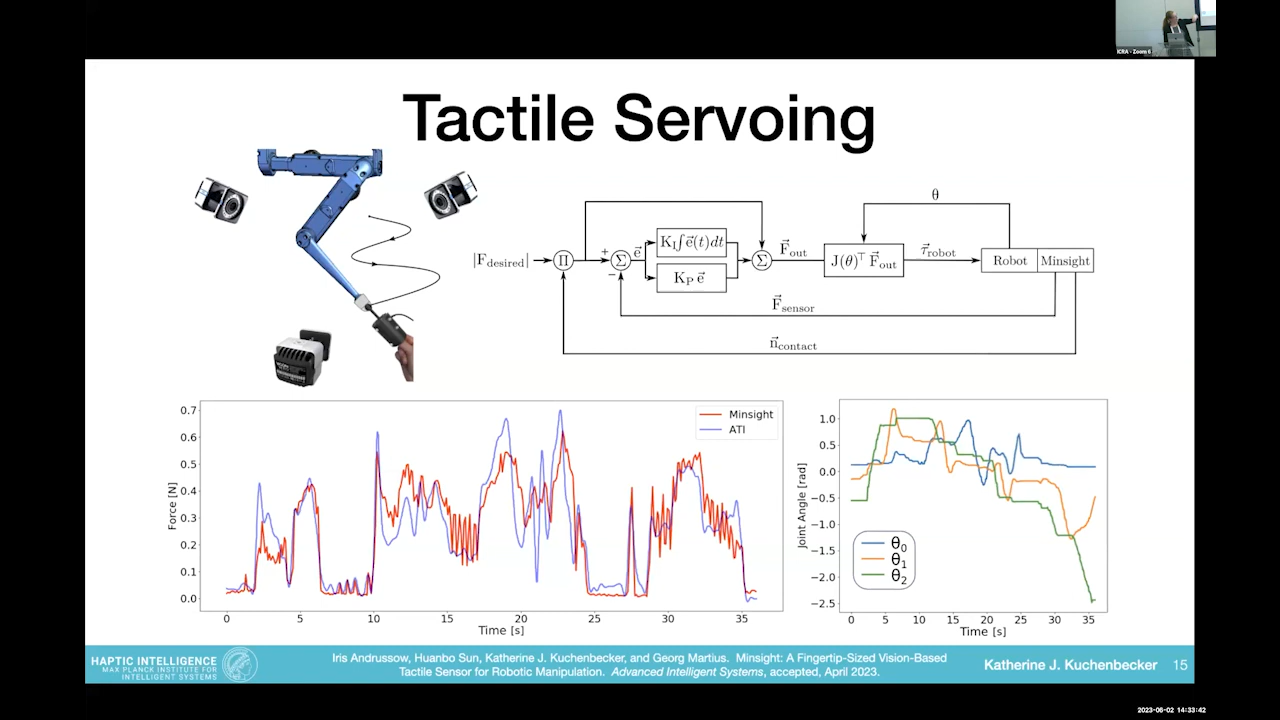 ICRA - Zoom 6
Tactile Servoing
θ
|F_desired|
Π
+
−
Σ
e⃗
K_I∫e⃗(t)dt
K_P e⃗
Σ
F⃗_out
J(θ)^⊤ F⃗_out
τ⃗_robot
Robot
Minsight
F⃗_sensor
n⃗_contact
Force [N]
0.7
0.6
0.5
0.4
0.3
0.2
0.1
0.0
Minsight
ATI
0 5 10 15 20 25 30 35
Time [s]
Joint Angle [rad]
1.0
0.5
0.0
−0.5
−1.0
−1.5
−2.0
−2.5
θ₀
θ₁
θ₂
0 5 10 15 20 25 30 35
Time [s]
HAPTIC INTELLIGENCE
MAX PLANCK INSTITUTE FOR
INTELLIGENT SYSTEMS
Iris Andrussow, Huanbo Sun, Katherine J. Kuchenbecker, and Georg Martius. Minsight: A Fingertip-Sized Vision-Based
Tactile Sensor for Robotic Manipulation. Advanced Intelligent Systems, accepted, April 2023.
Katherine J. Kuchenbecker 15
2023-06-02 14:33:42